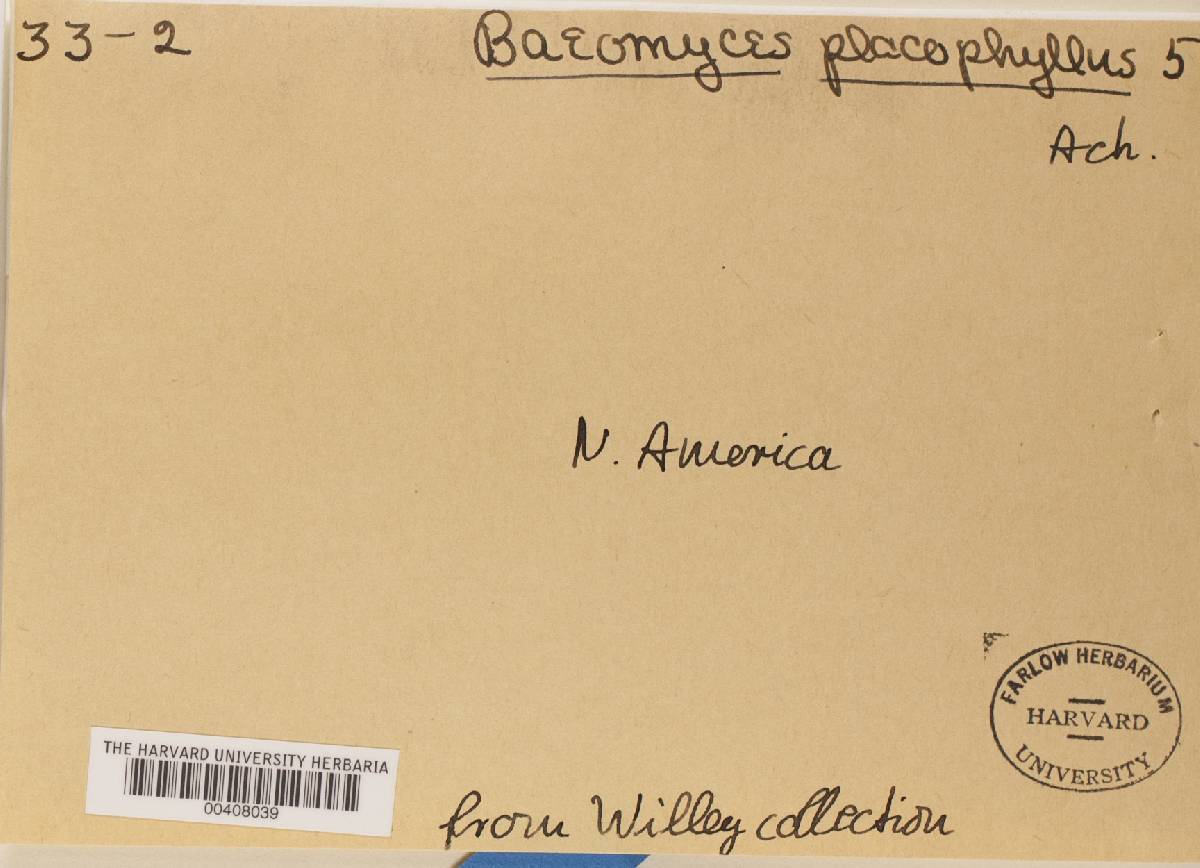 33-2 Baeomyces placophyllus 5
Ach.
N. America
FARLOW HERBARIUM
HARVARD
UNIVERSITY
THE HARVARD UNIVERSITY HERBARIA
00408039
from Willey collection